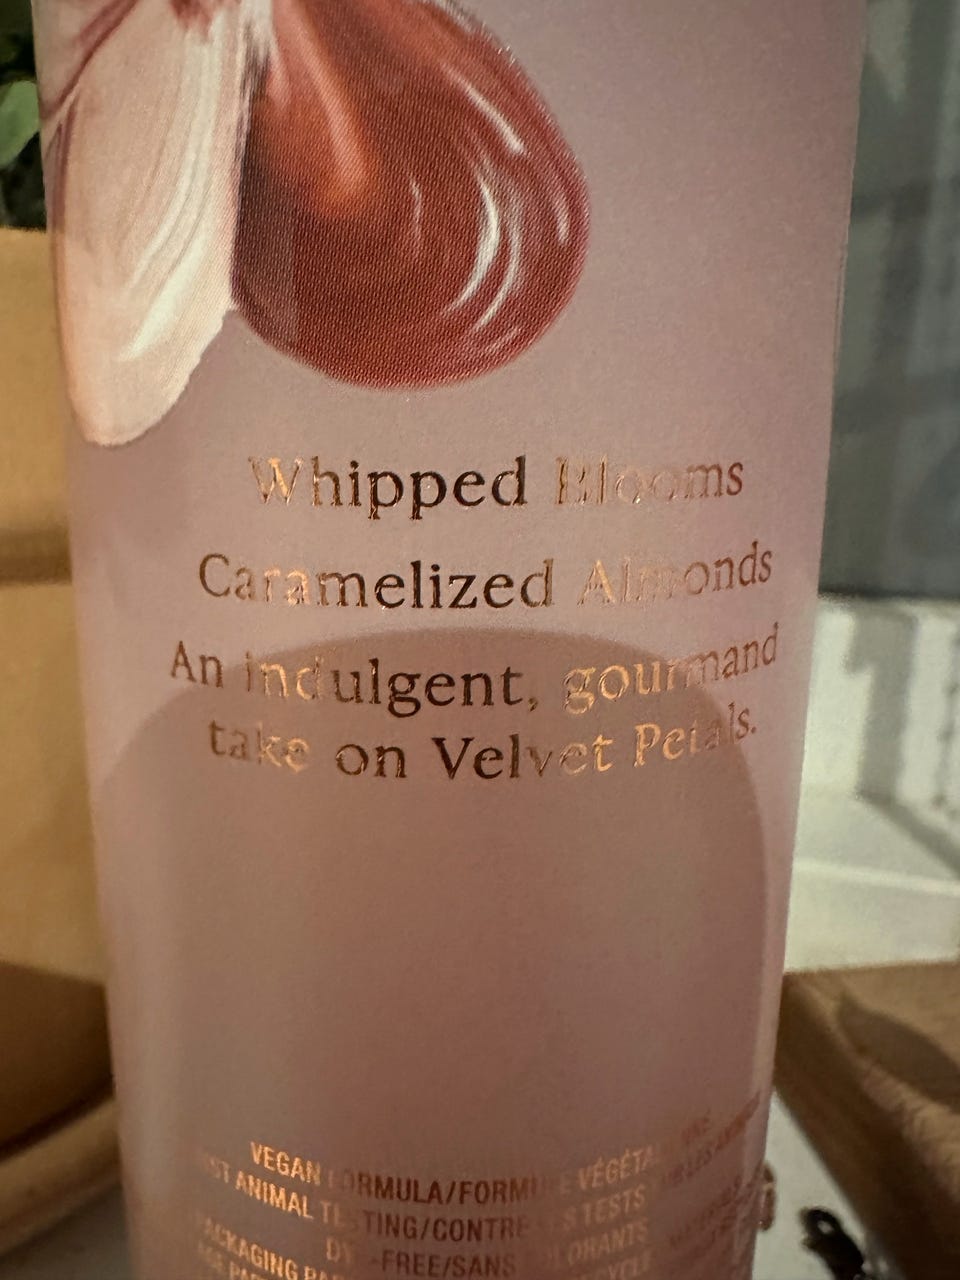 Whipped Blooms
Caramelized Almonds
An indulgent, gourmand
take on Velvet Petals.
VEGAN FORMULA/FORMULE VÉGÉTALIENNE
ANIMAL TESTING/CONTRE LES TESTS SUR LES ANIMAUX
DYE-FREE/SANS COLORANTS
PACKAGING